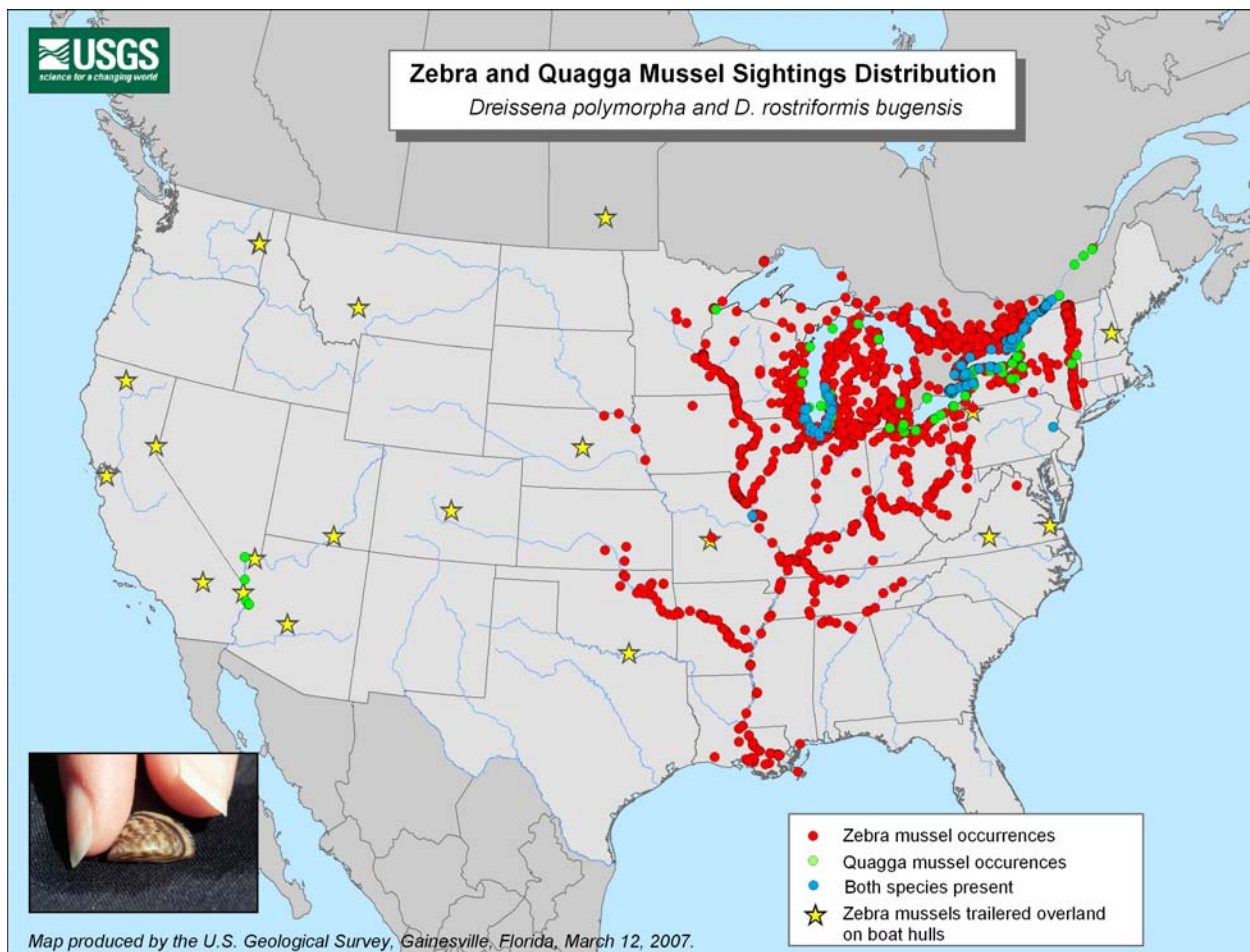 USGS
science for a changing world
Zebra and Quagga Mussel Sightings Distribution
Dreissena polymorpha and D. rostriformis bugensis
Zebra mussel occurrences
Quagga mussel occurences
Both species present
Zebra mussels trailered overland
on boat hulls
Map produced by the U.S. Geological Survey, Gainesville, Florida, March 12, 2007.